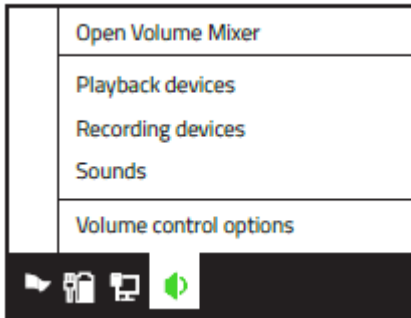 Open Volume Mixer
Playback devices
Recording devices
Sounds
Volume control options